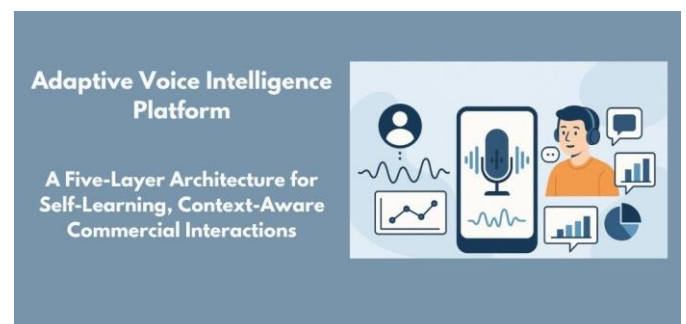 Adaptive Voice Intelligence
Platform
A Five-Layer Architecture for
Self-Learning, Context-Aware
Commercial Interactions